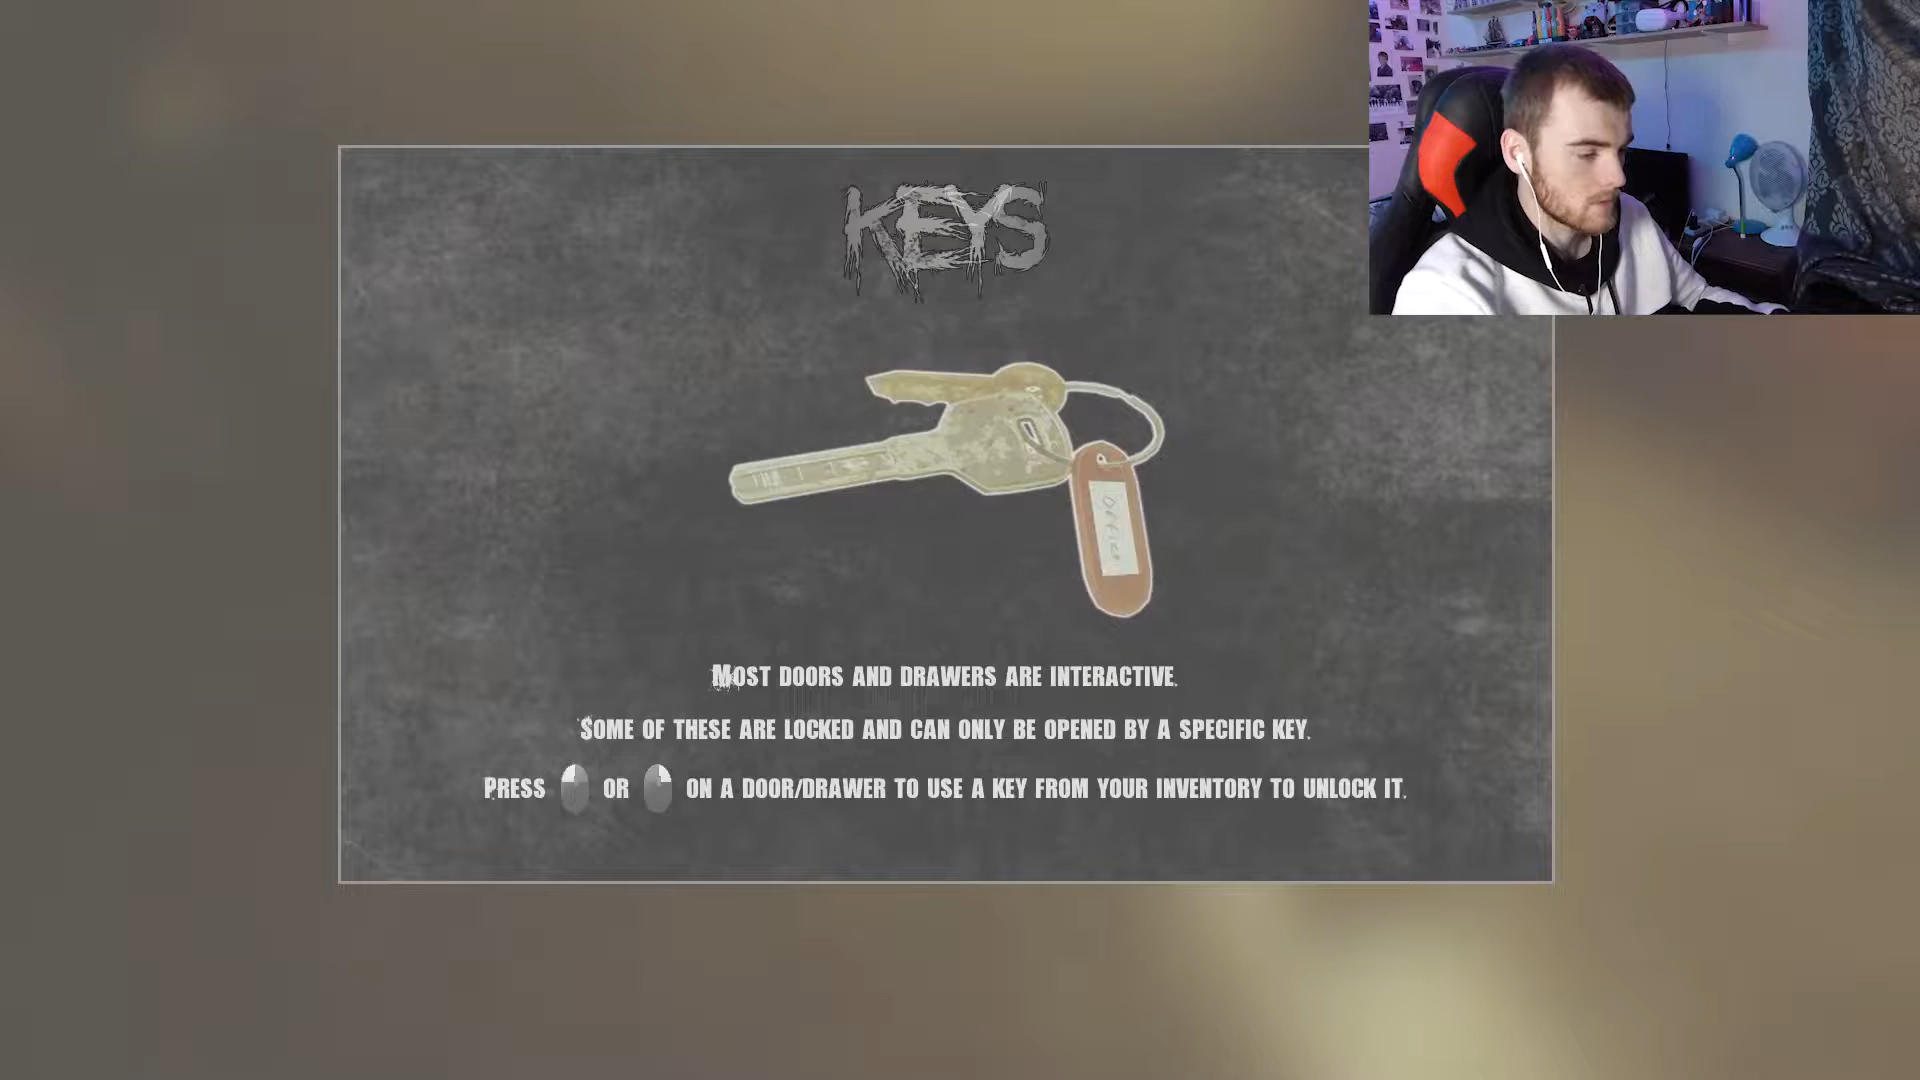 KEYS
Office
MOST DOORS AND DRAWERS ARE INTERACTIVE.
SOME OF THESE ARE LOCKED AND CAN ONLY BE OPENED BY A SPECIFIC KEY.
PRESS OR ON A DOOR/DRAWER TO USE A KEY FROM YOUR INVENTORY TO UNLOCK IT.